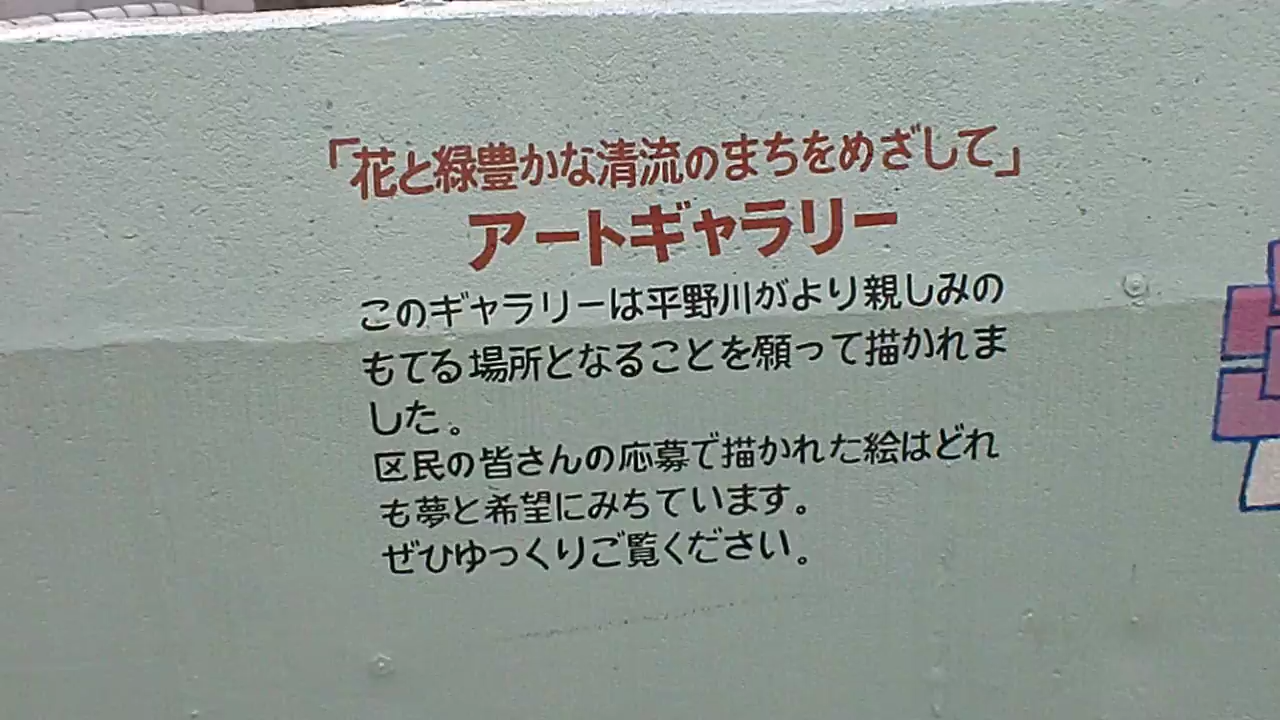 「花と緑豊かな清流のまちをめざして」
アートギャラリー
このギャラリーは平野川がより親しみの
もてる場所となることを願って描かれま
した。
区民の皆さんの応募で描かれた絵はどれ
も夢と希望にみちています。
ぜひゆっくりご覧ください。